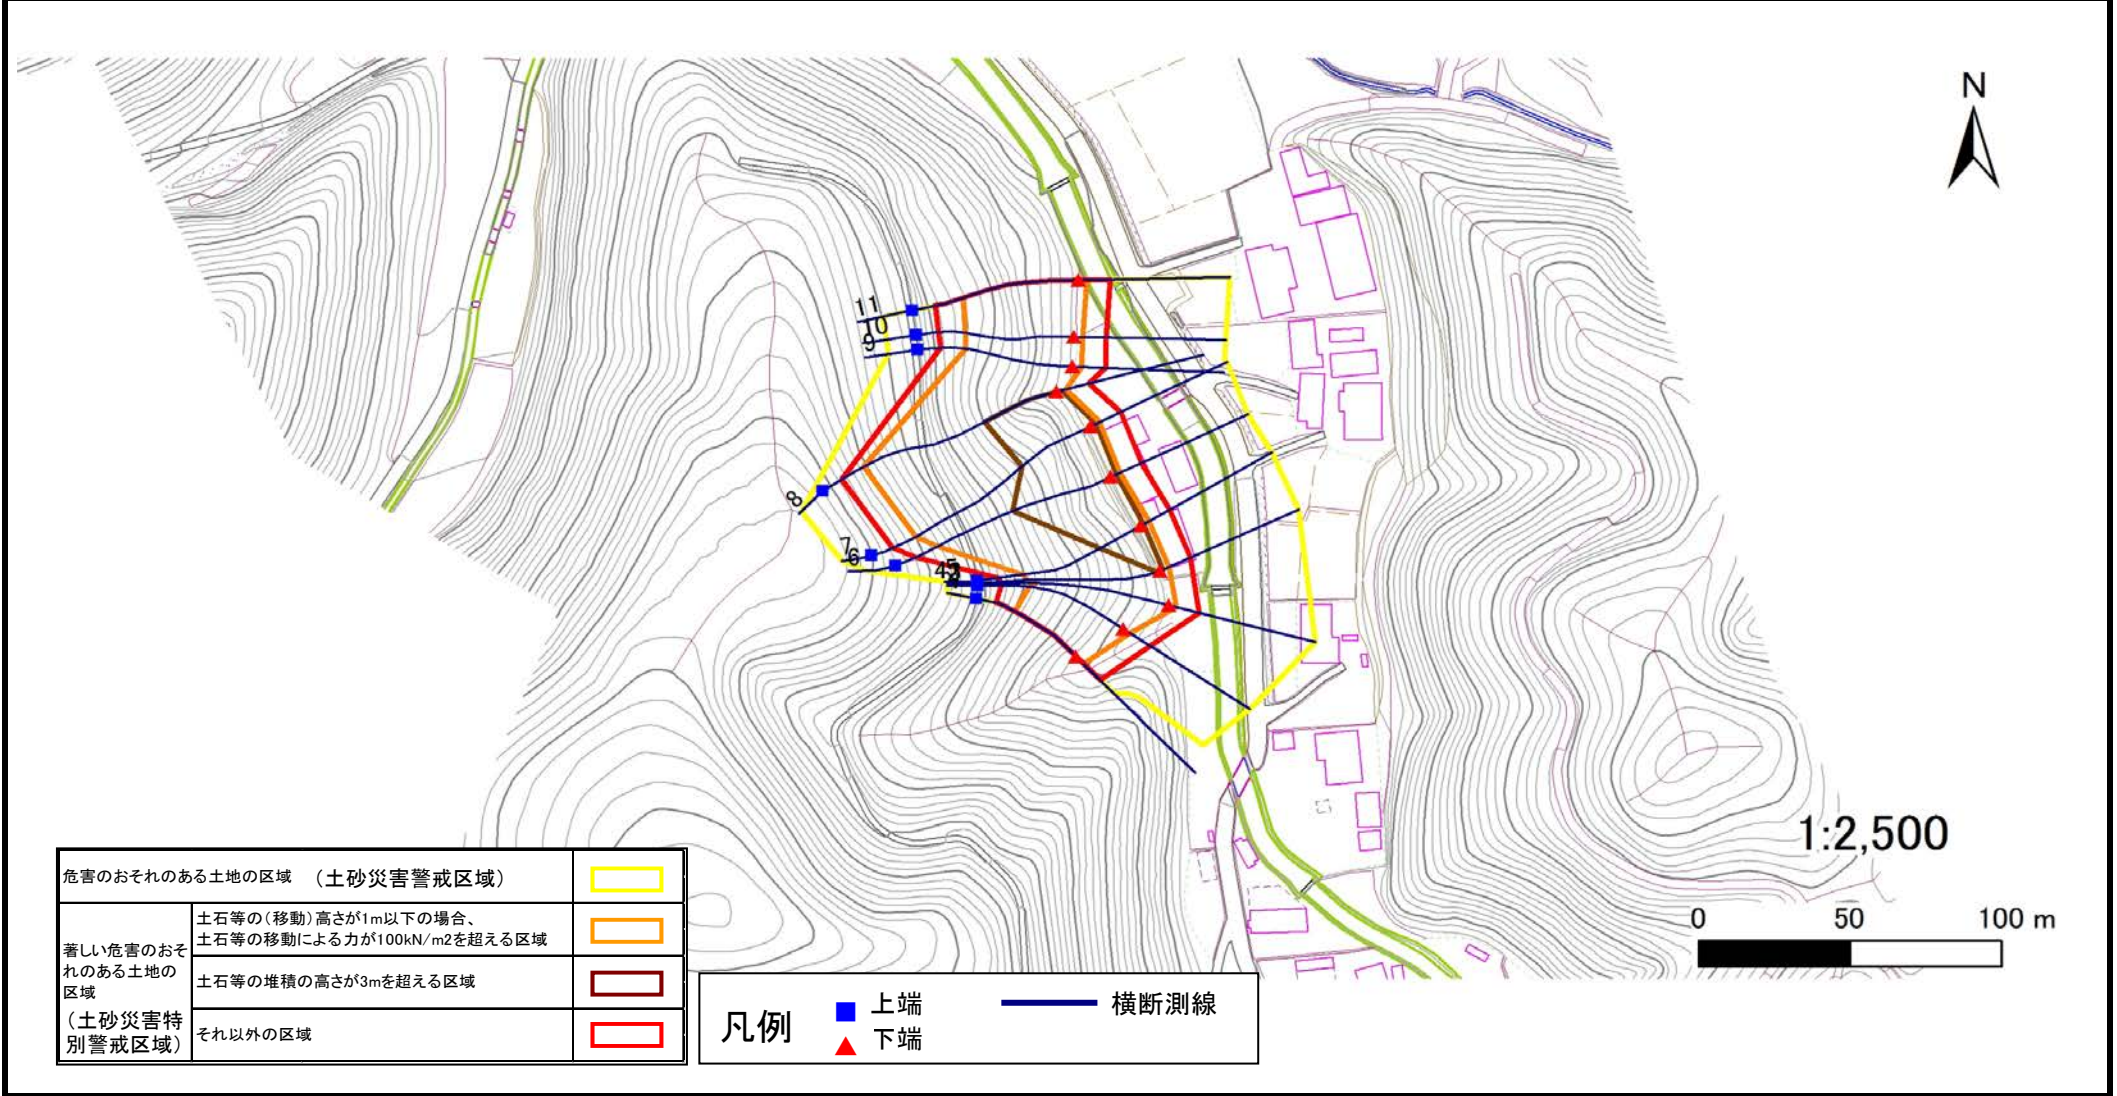 N
11
10
9
8
7
6
45
1:2,500
0 50 100 m
危害のおそれのある土地の区域 （土砂災害警戒区域）
著しい危害のおそ
れのある土地の
区域
（土砂災害特
別警戒区域）
土石等の（移動）高さが1m以下の場合、
土石等の移動による力が100kN/m2を超える区域
土石等の堆積の高さが3mを超える区域
それ以外の区域
凡例
上端
下端
横断測線